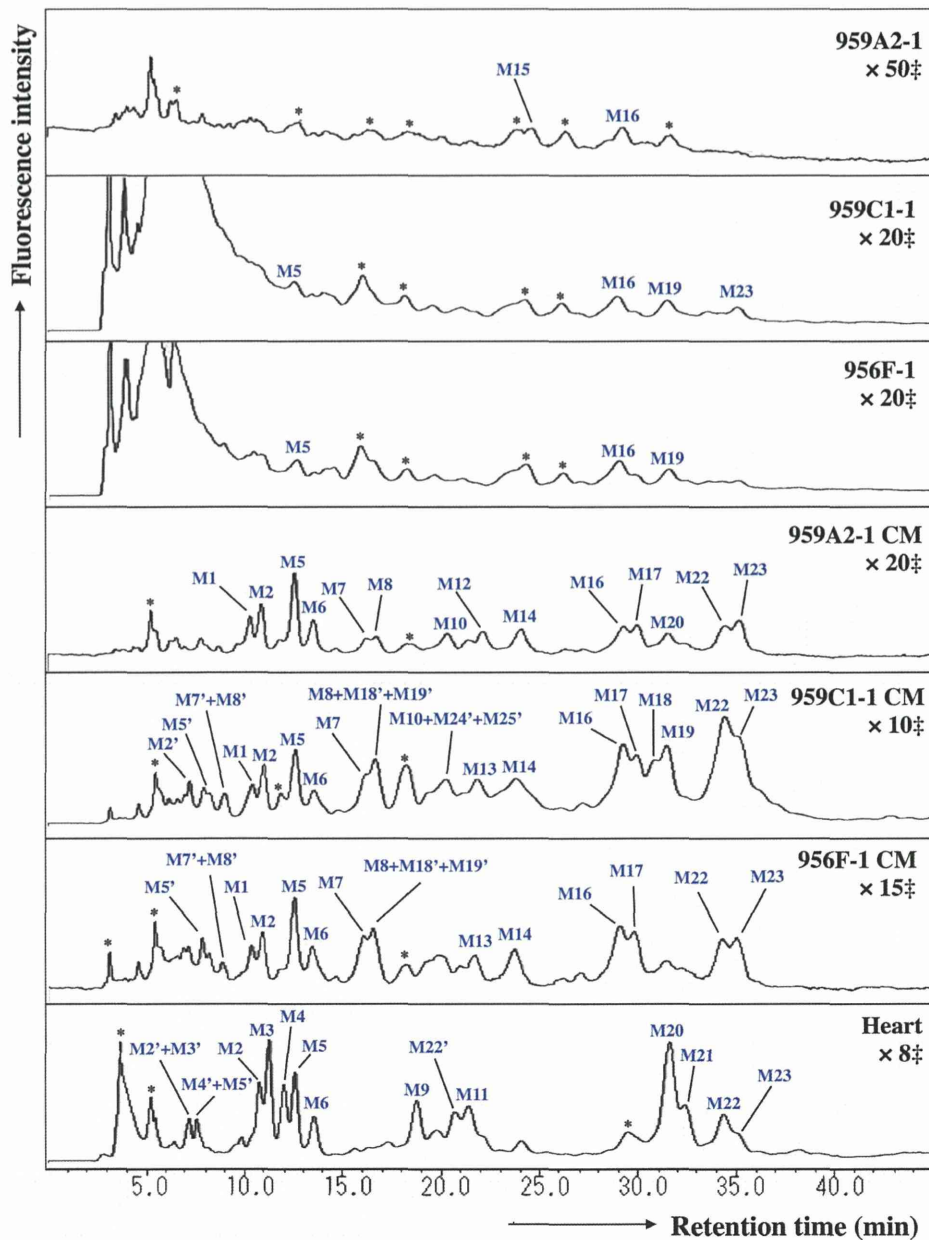 Fluorescence intensity
959A2-1
× 50‡
* * * * * M15 * M16 *
959C1-1
× 20‡
M5 * * * * M16 M19 M23
956F-1
× 20‡
M5 * * * * M16 M19
959A2-1 CM
× 20‡
* M1 M2 M5 M6 M7 M8 * M10 M12 M14 M16 M17 M20 M22 M23
959C1-1 CM
× 10‡
* M2' M5' M7'+M8' M1 M2 * M5 M6 M7 M8+M18'+M19' * M10+M24'+M25' M13 M14 M16 M17 M18 M19 M22 M23
956F-1 CM
× 15‡
* * M5' M7'+M8' M1 M2 M5 M6 M7 M8+M18'+M19' * M13 M14 M16 M17 M22 M23
Heart
× 8‡
* * M2'+M3' M4'+M5' M2 M3 M4 M5 M6 M9 M22' M11 * M20 M21 M22 M23
5.0 10.0 15.0 20.0 25.0 30.0 35.0 40.0
Retention time (min)